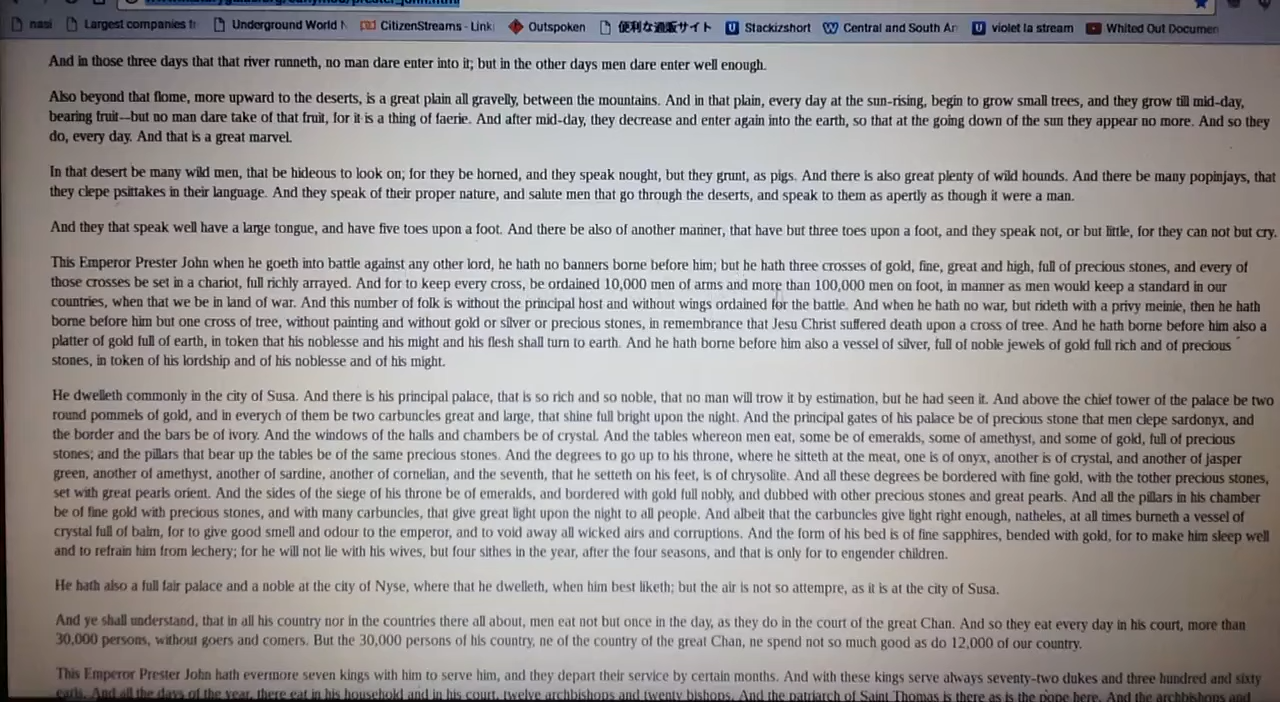 nasi Largest companies Underground World CitizenStreams - Link Outspoken 便利な通販サイト Stackizshort Central and South Ar violet la stream Whited Out Documen
And in those three days that that river runneth, no man dare enter into it; but in the other days men dare enter well enough.
Also beyond that flome, more upward to the deserts, is a great plain all gravelly, between the mountains. And in that plain, every day at the sun-rising, begin to grow small trees, and they grow till mid-day,
bearing fruit--but no man dare take of that fruit, for it is a thing of faerie. And after mid-day, they decrease and enter again into the earth, so that at the going down of the sun they appear no more. And so they
do, every day. And that is a great marvel.
In that desert be many wild men, that be hideous to look on; for they be horned, and they speak nought, but they grunt, as pigs. And there is also great plenty of wild hounds. And there be many popinjays, that
they clepe psittakes in their language. And they speak of their proper nature, and salute men that go through the deserts, and speak to them as apertly as though it were a man.
And they that speak well have a large tongue, and have five toes upon a foot. And there be also of another manner, that have but three toes upon a foot, and they speak not, or but little, for they can not but cry.
This Emperor Prester John when he goeth into battle against any other lord, he hath no banners borne before him; but he hath three crosses of gold, fine, great and high, full of precious stones, and every of
those crosses be set in a chariot, full richly arrayed. And for to keep every cross, be ordained 10,000 men of arms and more than 100,000 men on foot, in manner as men would keep a standard in our
countries, when that we be in land of war. And this number of folk is without the principal host and without wings ordained for the battle. And when he hath no war, but rideth with a privy meinie, then he hath
borne before him but one cross of tree, without painting and without gold or silver or precious stones, in remembrance that Jesu Christ suffered death upon a cross of tree. And he hath borne before him also a
platter of gold full of earth, in token that his noblesse and his might and his flesh shall turn to earth. And he hath borne before him also a vessel of silver, full of noble jewels of gold full rich and of precious
stones, in token of his lordship and of his noblesse and of his might.
He dwelleth commonly in the city of Susa. And there is his principal palace, that is so rich and so noble, that no man will trow it by estimation, but he had seen it. And above the chief tower of the palace be two
round pommels of gold, and in everych of them be two carbuncles great and large, that shine full bright upon the night. And the principal gates of his palace be of precious stone that men clepe sardonyx, and
the border and the bars be of ivory. And the windows of the halls and chambers be of crystal. And the tables whereon men eat, some be of emeralds, some of amethyst, and some of gold, full of precious
stones; and the pillars that bear up the tables be of the same precious stones. And the degrees to go up to his throne, where he sitteth at the meat, one is of onyx, another is of crystal, and another of jasper
green, another of amethyst, another of sardine, another of cornelian, and the seventh, that he setteth on his feet, is of chrysolite. And all these degrees be bordered with fine gold, with the tother precious stones,
set with great pearls orient. And the sides of the siege of his throne be of emeralds, and bordered with gold full nobly, and dubbed with other precious stones and great pearls. And all the pillars in his chamber
be of fine gold with precious stones, and with many carbuncles, that give great light upon the night to all people. And albeit that the carbuncles give light right enough, natheles, at all times burneth a vessel of
crystal full of balm, for to give good smell and odour to the emperor, and to void away all wicked airs and corruptions. And the form of his bed is of fine sapphires, bended with gold, for to make him sleep well
and to refrain him from lechery; for he will not lie with his wives, but four sithes in the year, after the four seasons, and that is only for to engender children.
He hath also a full fair palace and a noble at the city of Nyse, where that he dwelleth, when him best liketh; but the air is not so attempre, as it is at the city of Susa.
And ye shall understand, that in all his country nor in the countries there all about, men eat not but once in the day, as they do in the court of the great Chan. And so they eat every day in his court, more than
30,000 persons, without goers and comers. But the 30,000 persons of his country, ne of the country of the great Chan, ne spend not so much good as do 12,000 of our country.
This Emperor Prester John hath evermore seven kings with him to serve him, and they depart their service by certain months. And with these kings serve always seventy-two dukes and three hundred and sixty
earls. And all the days of the year, there eat in his household and in his court, twelve archbishops and twenty bishops. And the patriarch of Saint Thomas is there as is the pope here. And the archbishops and